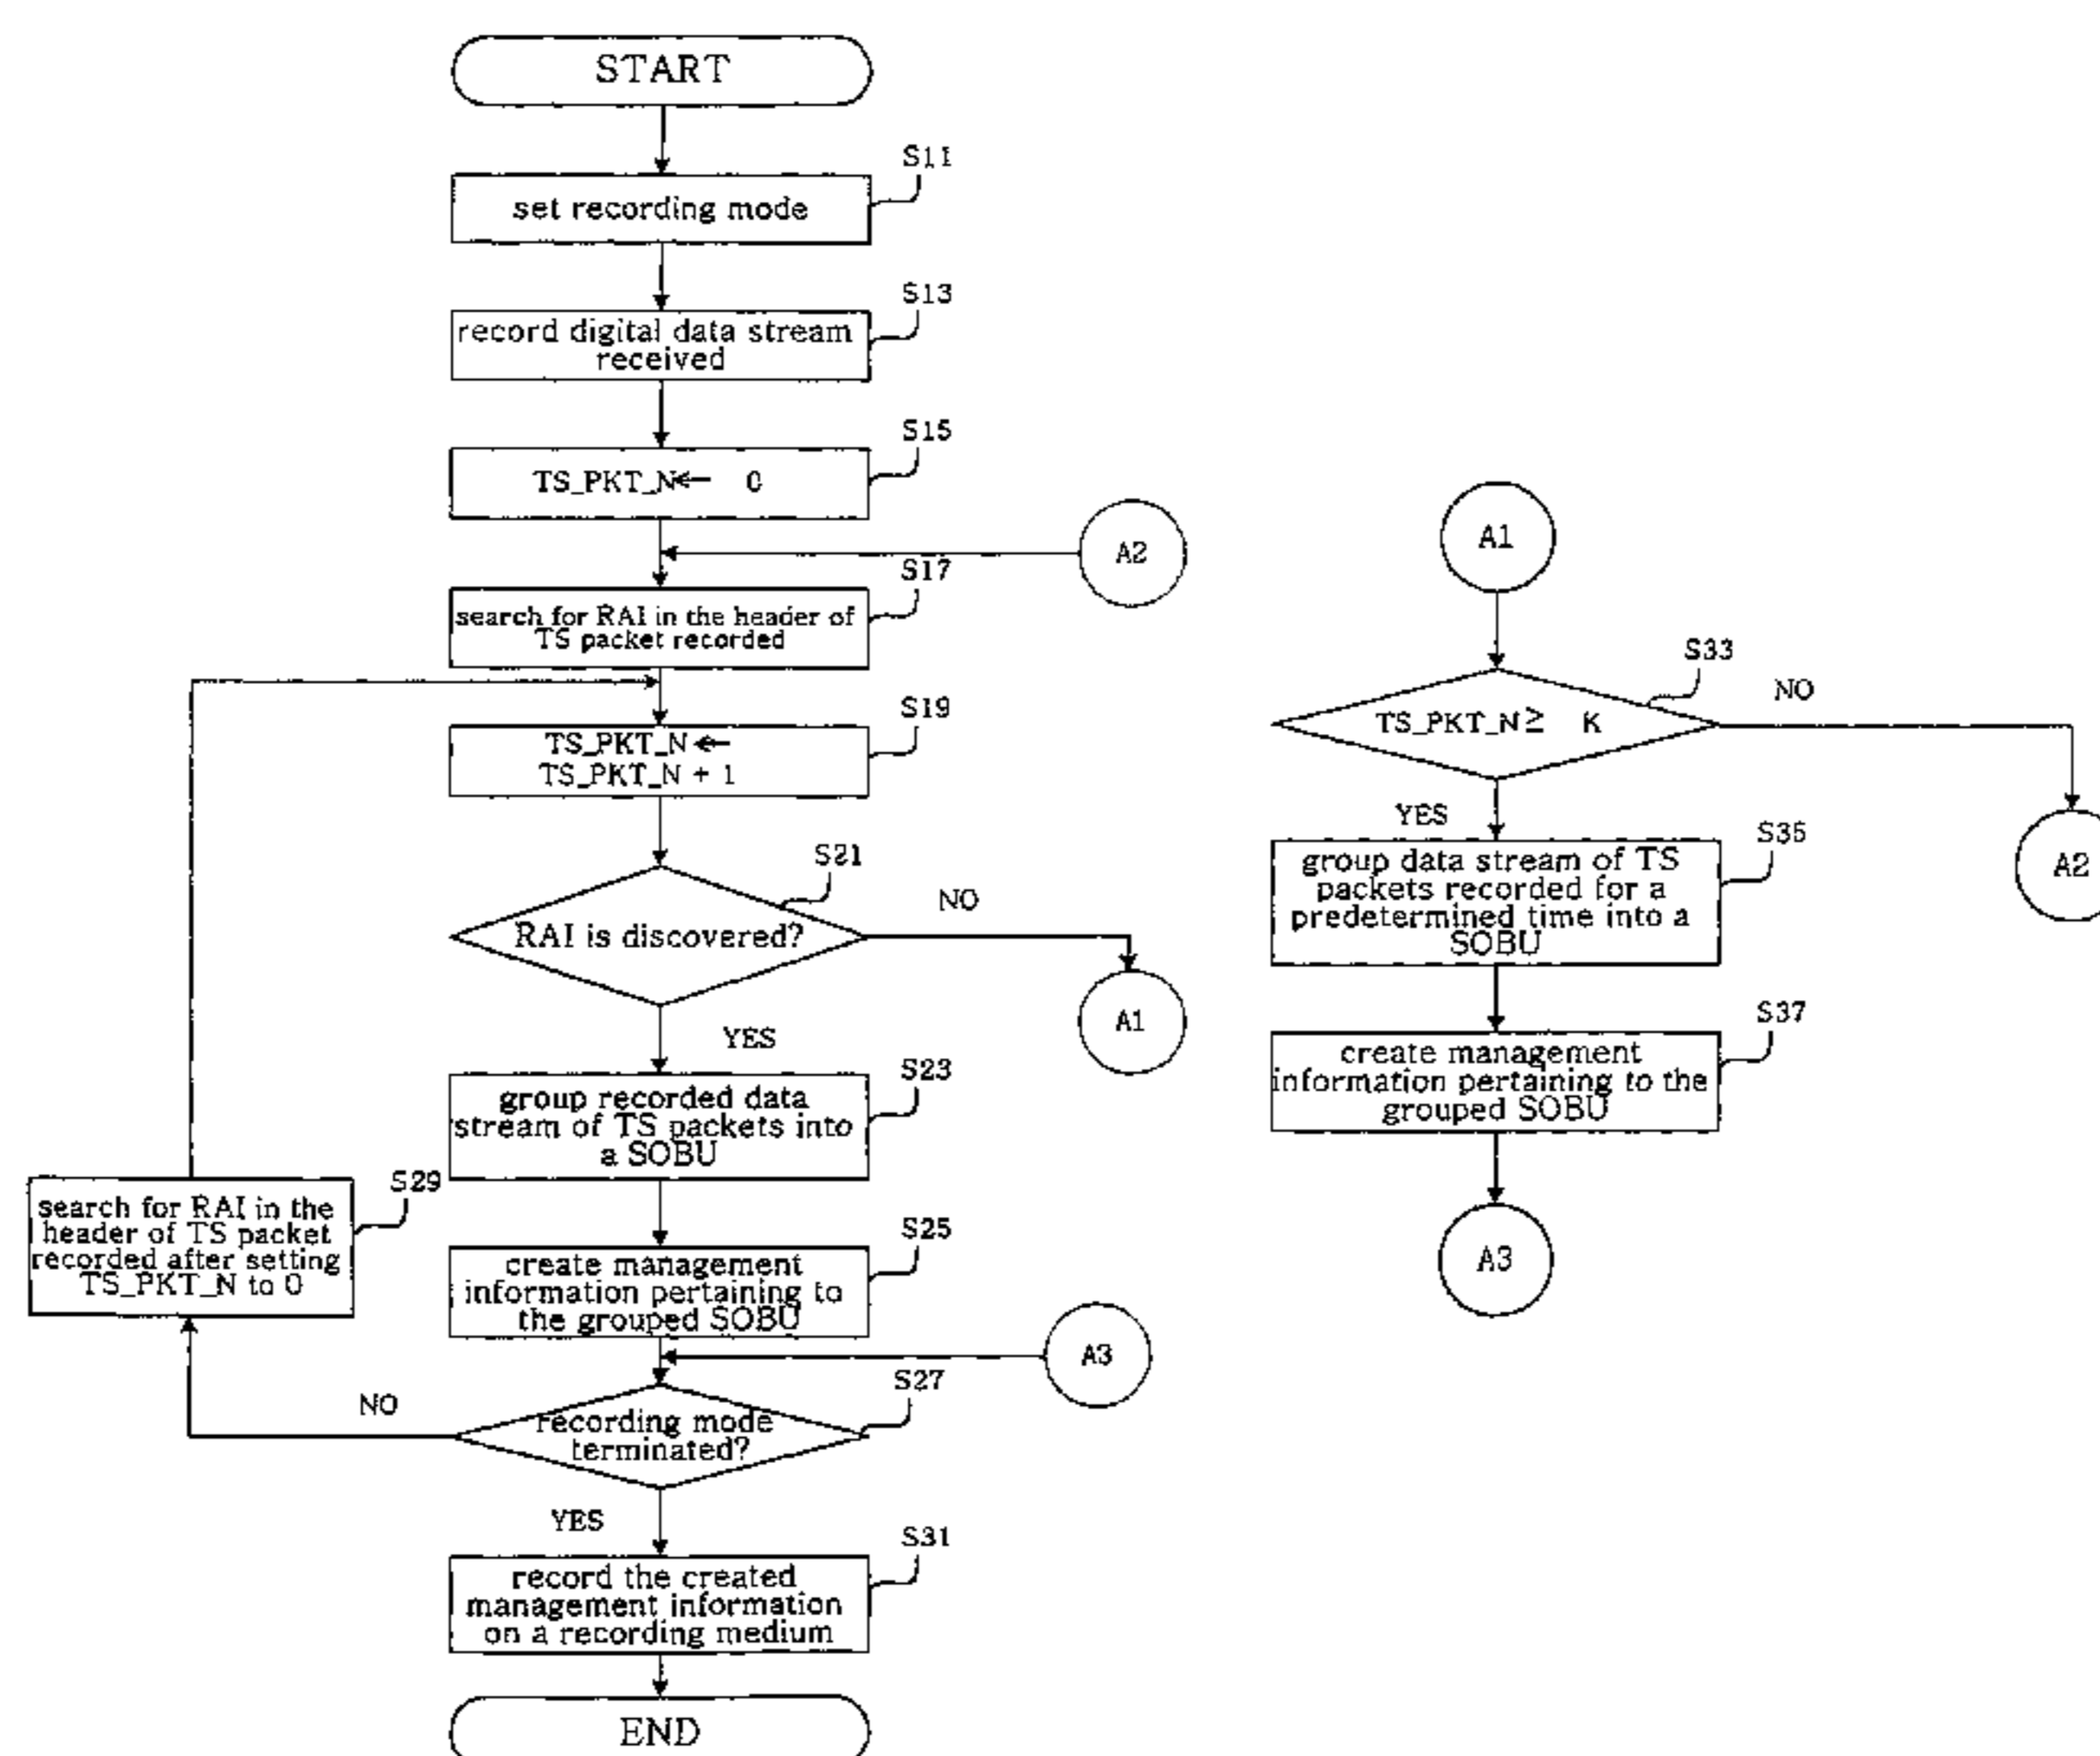 START
S11
set recording mode
S13
record digital data stream
received
S15
TS_PKT_N← 0
A2
S17
search for RAI in the header of
TS packet recorded
S19
TS_PKT_N ←
TS_PKT_N + 1
S21
RAI is discovered?
NO
A1
YES
S23
group recorded data
stream of TS packets into
a SOBU
S29
search for RAI in the
header of TS packet
recorded after setting
TS_PKT_N to 0
S25
create management
information pertaining to
the grouped SOBU
A3
S27
NO
recording mode
terminated?
YES
S31
record the created
management information
on a recording medium
END
A1
S33
NO
TS_PKT_N ≥ K
YES
S35
group data stream of TS
packets recorded for a
predetermined time into a
SOBU
A2
S37
create management
information pertaining to the
grouped SOBU
A3